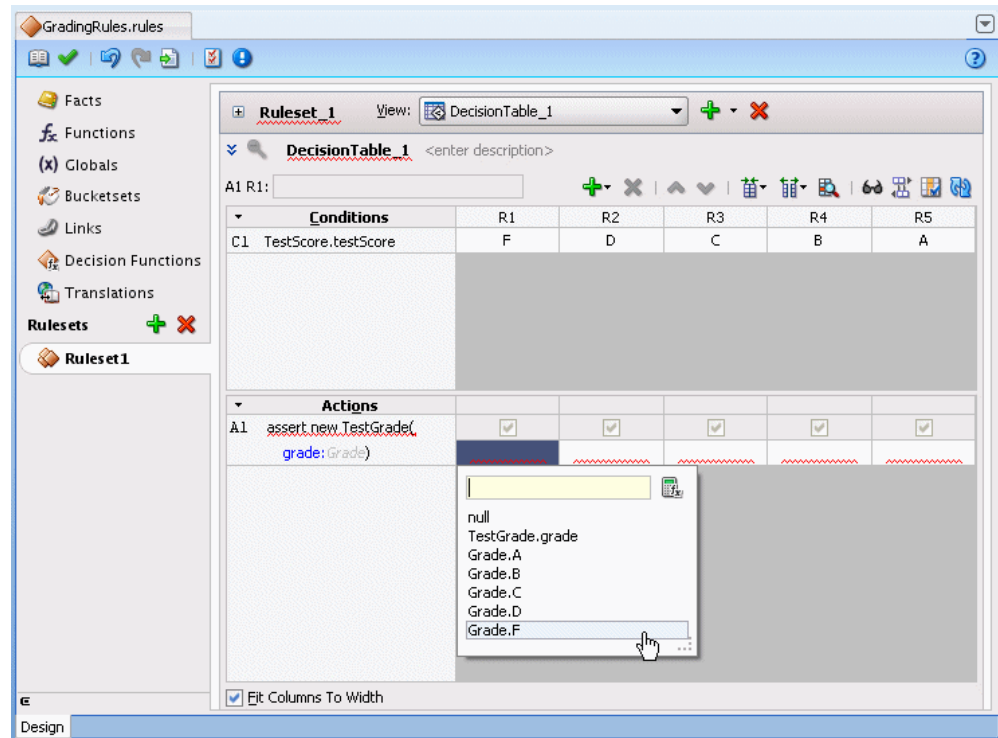 GradingRules.rules
Facts
fx Functions
(x) Globals
Bucketsets
Links
Decision Functions
Translations
Rulesets
Ruleset1
Ruleset_1 View: DecisionTable_1
DecisionTable_1 <enter description>
A1 R1:
Conditions R1 R2 R3 R4 R5
C1 TestScore.testScore F D C B A
Actions
A1 assert new TestGrade(
grade:Grade)
null
TestGrade.grade
Grade.A
Grade.B
Grade.C
Grade.D
Grade.F
Fit Columns To Width
Design